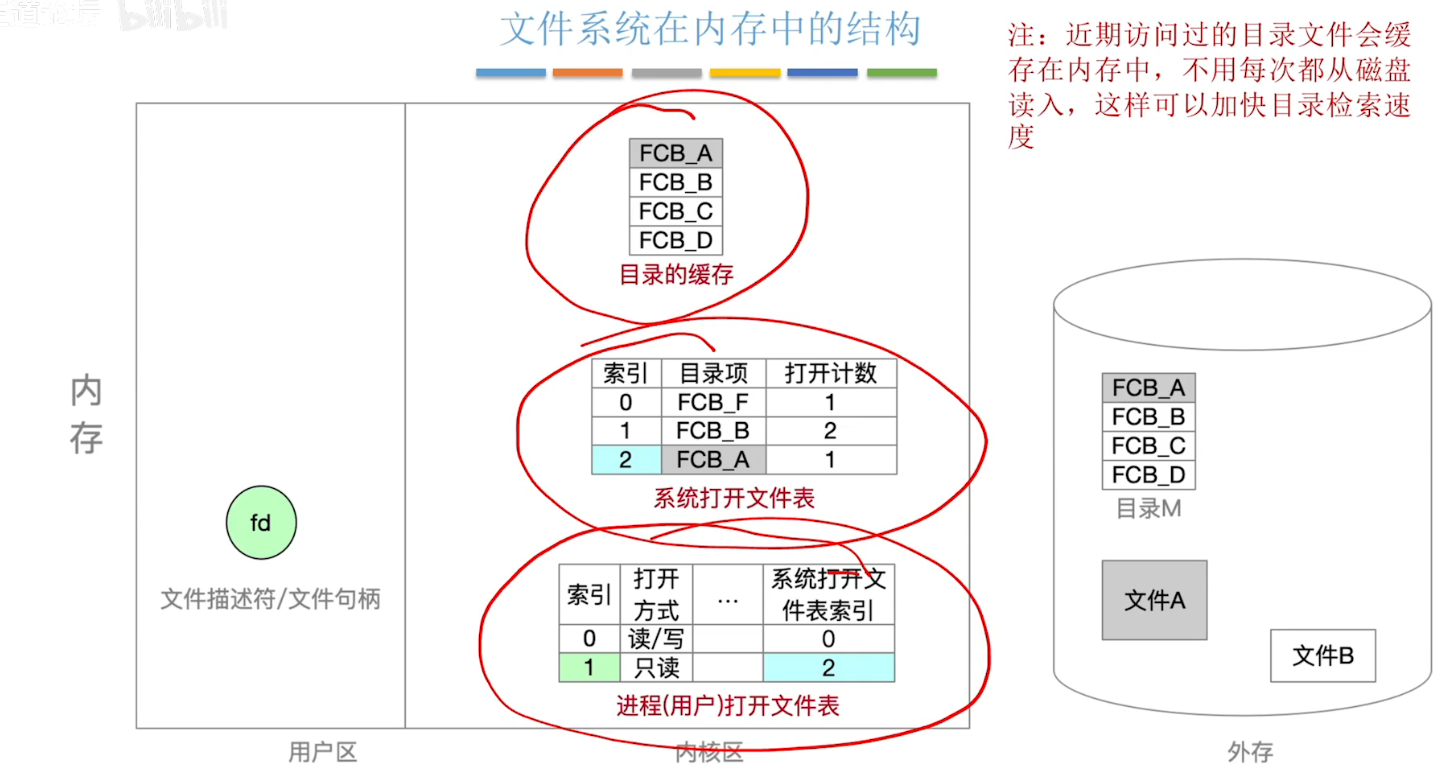 bilibili
文件系统在内存中的结构
注：近期访问过的目录文件会缓
存在内存中，不用每次都从磁盘
读入，这样可以加快目录检索速
度
FCB_A
FCB_B
FCB_C
FCB_D
目录的缓存
内
存
索引 目录项 打开计数
0 FCB_F 1
1 FCB_B 2
2 FCB_A 1
系统打开文件表
fd
文件描述符/文件句柄
索引 打开方式 … 系统打开文件表索引
0 读/写 0
1 只读 2
进程(用户)打开文件表
FCB_A
FCB_B
FCB_C
FCB_D
目录M
文件A
文件B
用户区
内核区
外存